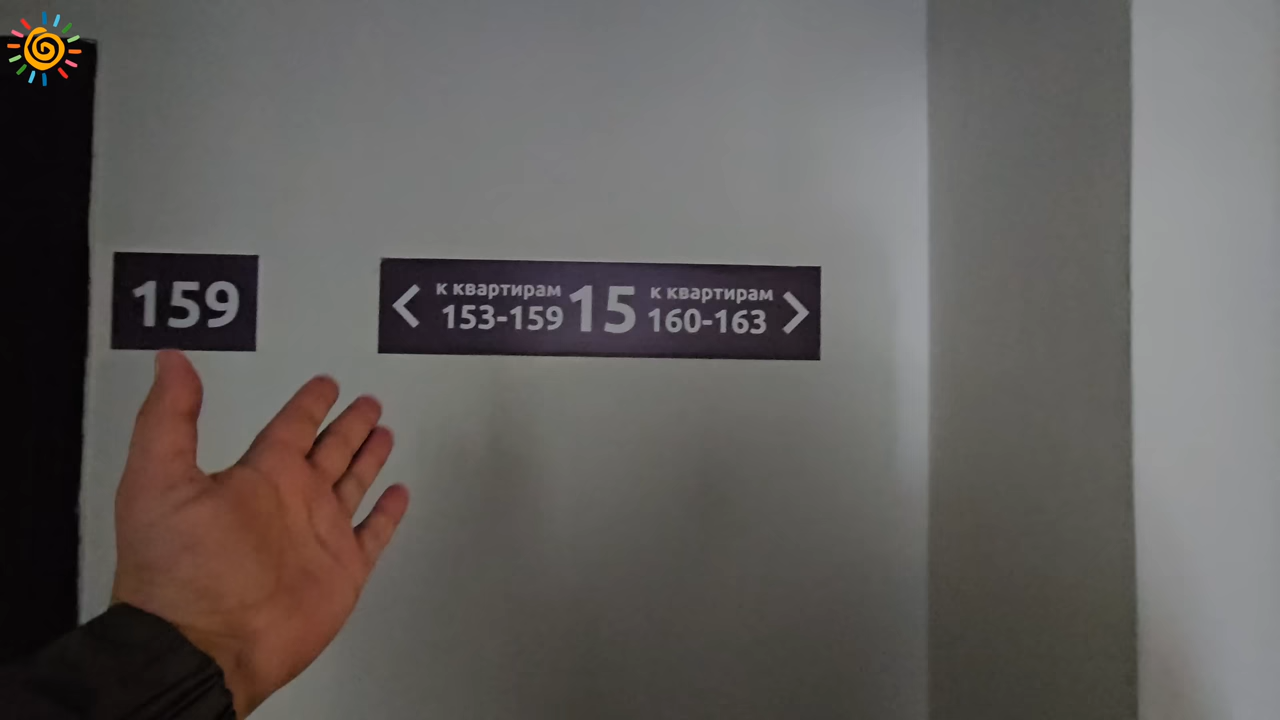 159
к квартирам
153-159
15
к квартирам
160-163